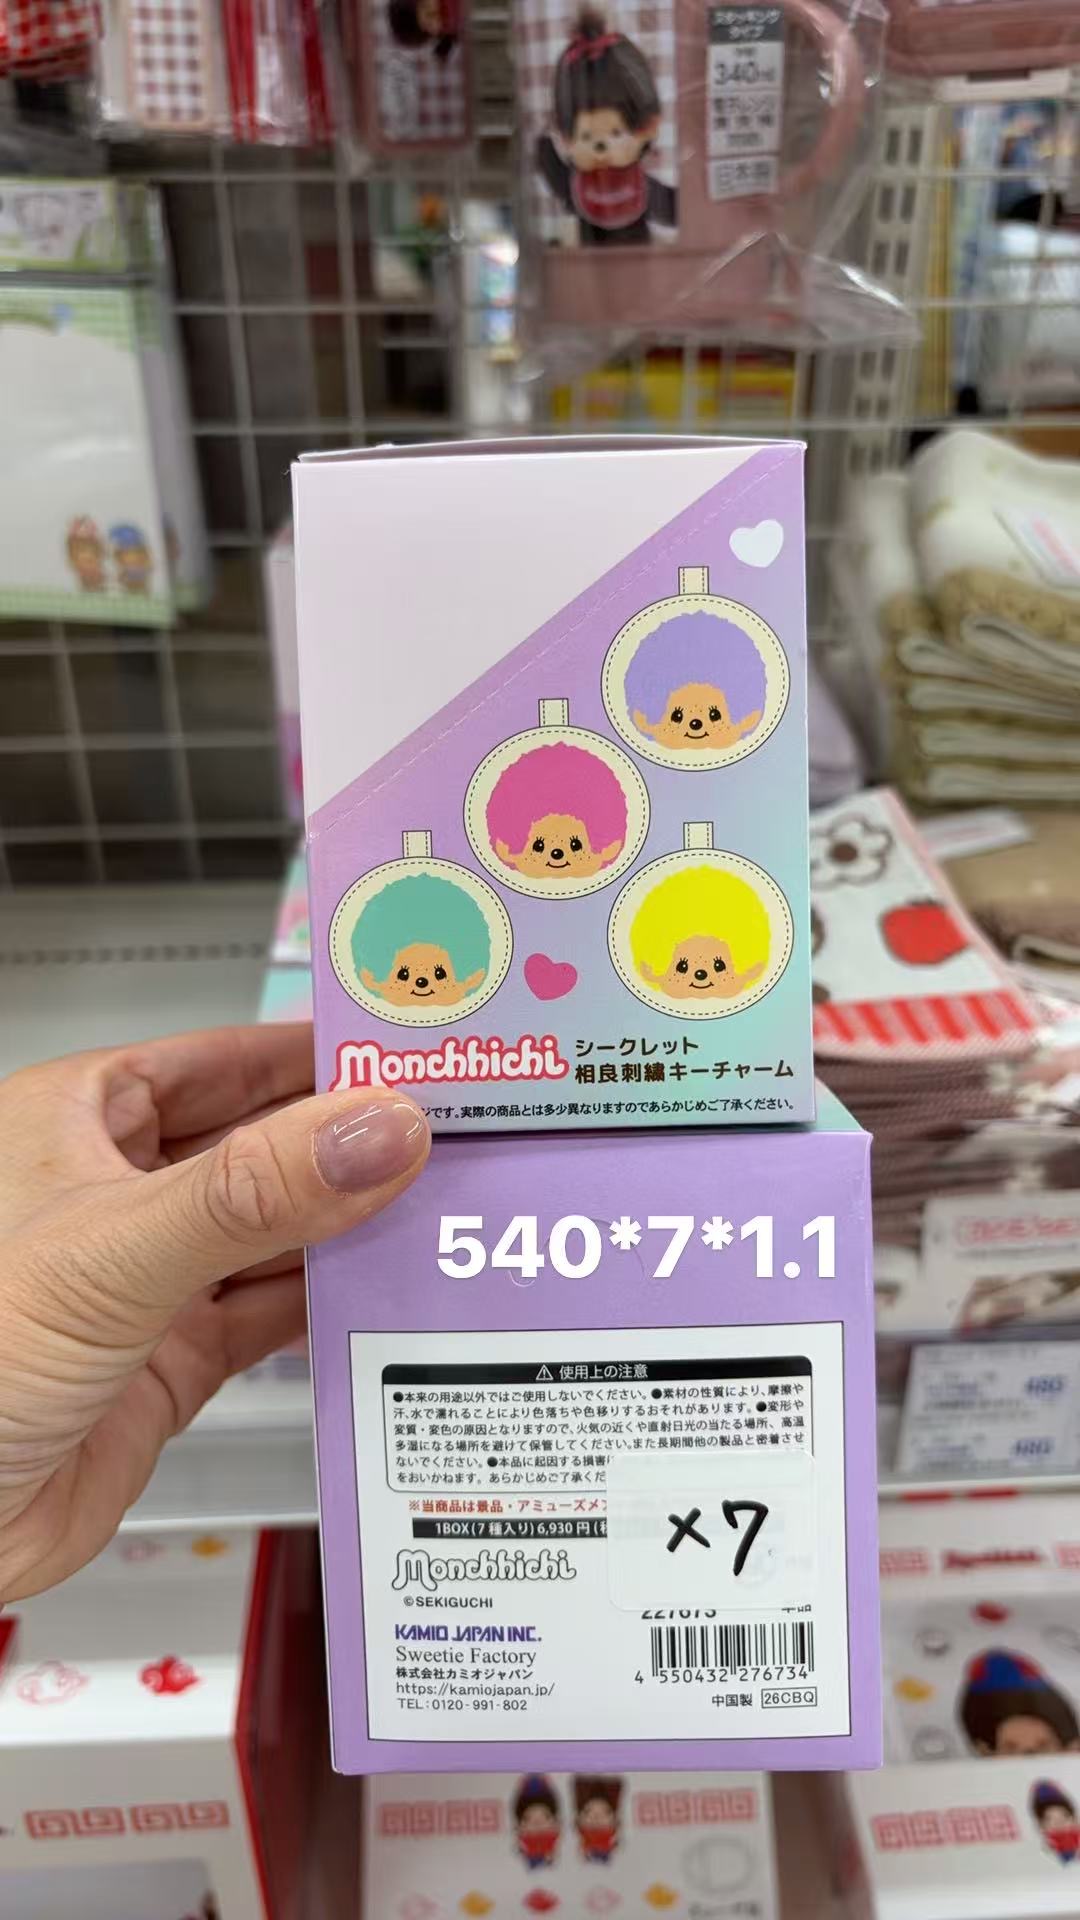 スタッキング
タイプ
340ml
日本製
Monchhichi シークレット
相良刺繍キーチャーム
ジです。実際の商品とは多少異なりますのであらかじめご了承ください。
540*7*1.1
⚠ 使用上の注意
●本来の用途以外ではご使用しないでください。●素材の性質により、摩擦や
汗、水で濡れることにより色落ちや色移りするおそれがあります。●変形や
変質・変色の原因となりますので、火気の近くや直射日光の当たる場所、高温
多湿になる場所を避けて保管してください。また長期間他の製品と密着させ
ないでください。●本品に起因する損害
をおいかねます。あらかじめご了承くだ
※当商品は景品・アミューズメン
1BOX(7種入り)6,930円(税
×7
Monchhichi
©SEKIGUCHI
227673
単品
KAMIO JAPAN INC.
Sweetie Factory
株式会社カミオジャパン
https://kamiojapan.jp/
TEL:0120-991-802
4 550432 276734
中国製 26CBQ